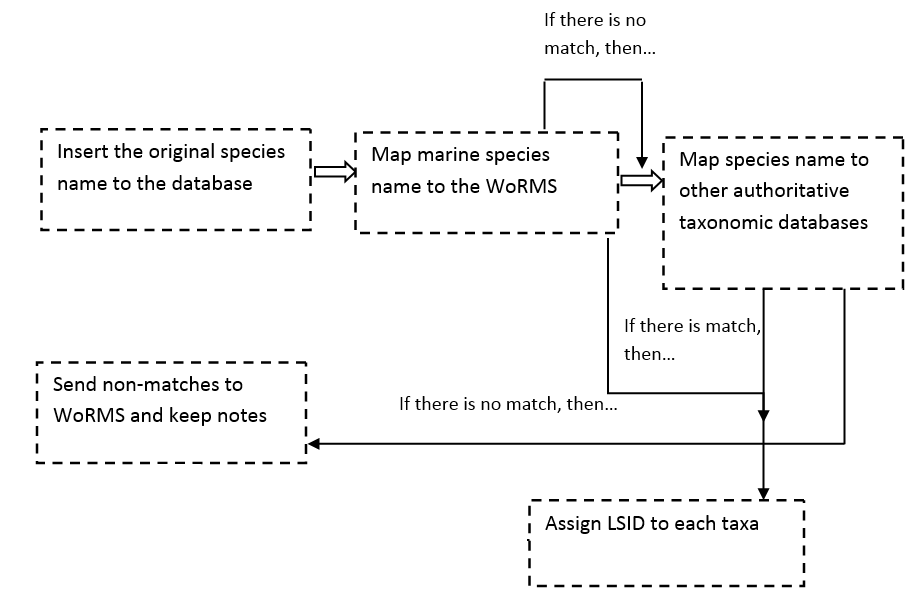 If there is no
match, then...
Insert the original species
name to the database
Map marine species
name to the WoRMS
Map species name to
other authoritative
taxonomic databases
If there is match,
then...
Send non-matches to
WoRMS and keep notes
If there is no match, then...
Assign LSID to each taxa